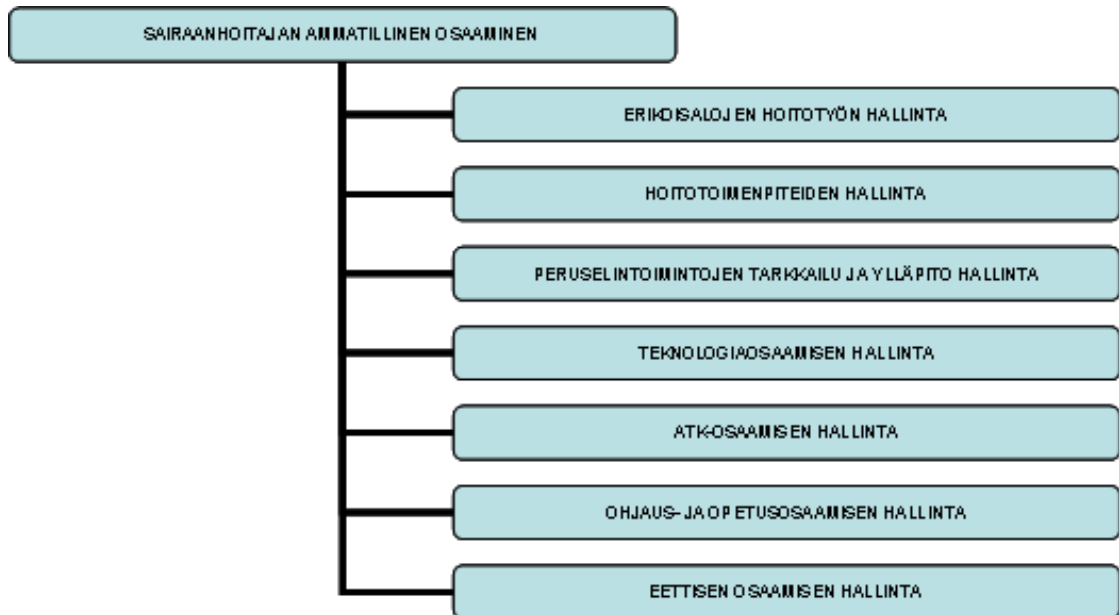 SAIRAANHOITAJAN AMMATILLINEN OSAAMINEN
ERIKOISALOJEN HOITOTYÖN HALLINTA
HOITOTOIMENPITEIDEN HALLINTA
PERUSELINTOIMINTOJEN TARKKAILU JA YLLÄPITO HALLINTA
TEKNOLOGIAOSAAMISEN HALLINTA
ATK-OSAAMISEN HALLINTA
OHJAUS- JA OPETUSOSAAMISEN HALLINTA
EETTISEN OSAAMISEN HALLINTA